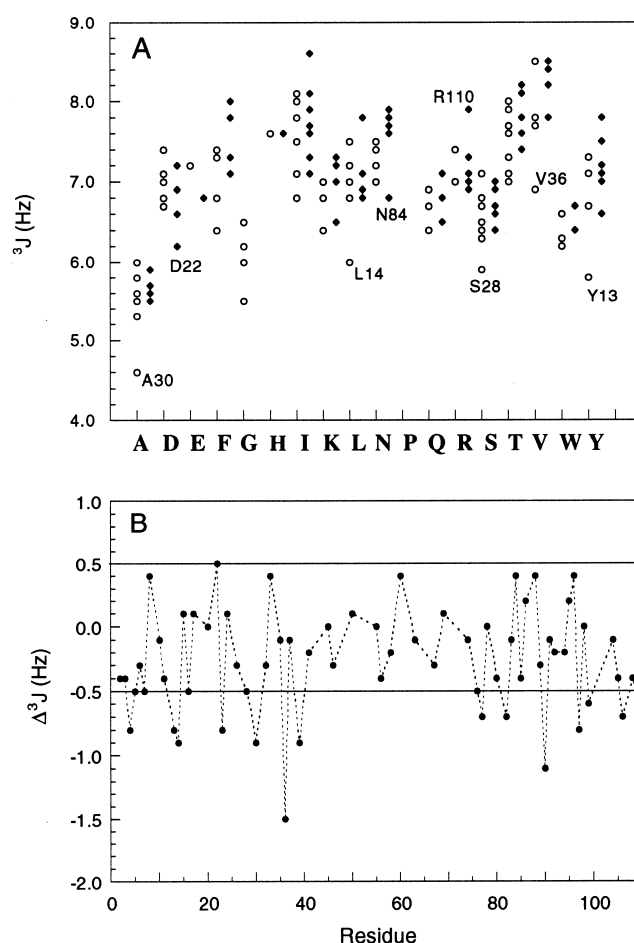 A
9.0
8.0
7.0
6.0
5.0
4.0
³J (Hz)
R110
V36
N84
D22
L14
S28
Y13
A30
A D E F G H I K L N P Q R S T V W Y
B
1.0
0.5
0.0
-0.5
-1.0
-1.5
-2.0
Δ³J (Hz)
0 20 40 60 80 100
Residue